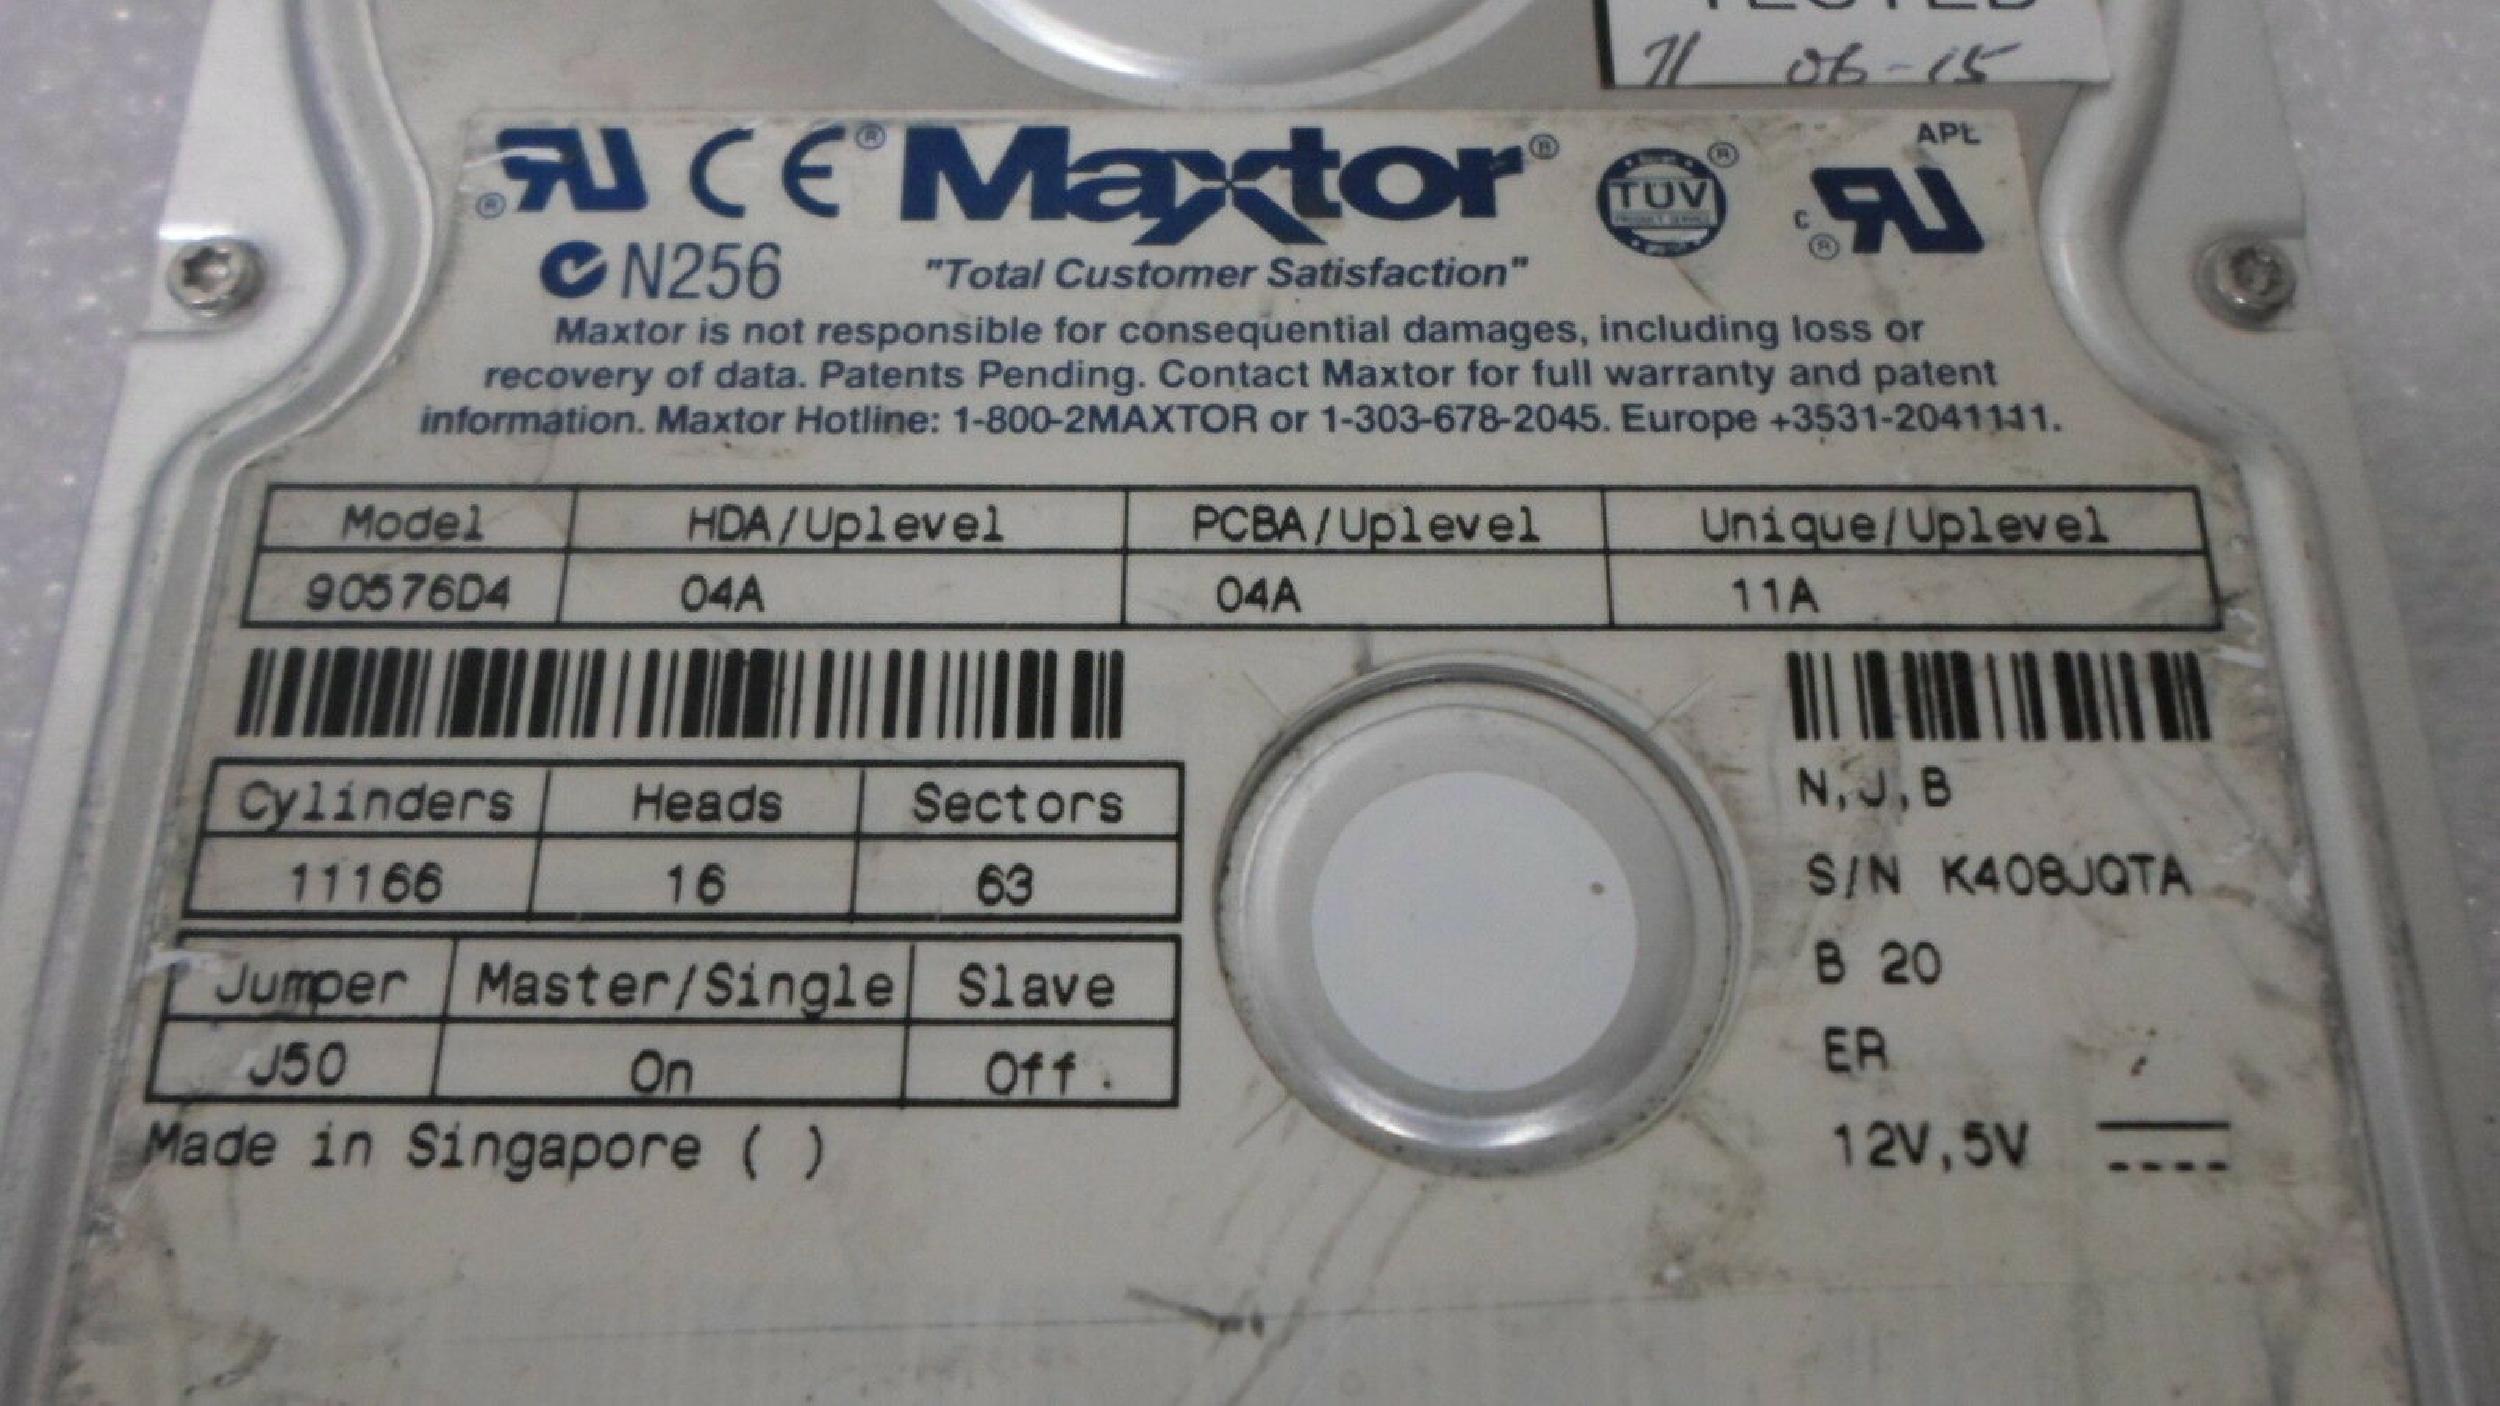 TESTED
11 06-15
Maxtor
TÜV
PRODUCT SERVICE
APL
C
N256
"Total Customer Satisfaction"
Maxtor is not responsible for consequential damages, including loss or
recovery of data. Patents Pending. Contact Maxtor for full warranty and patent
information. Maxtor Hotline: 1-800-2MAXTOR or 1-303-678-2045. Europe +3531-2041111.
Model HDA/Uplevel PCBA/Uplevel Unique/Uplevel
90576D4 04A 04A 11A
Cylinders Heads Sectors
11166 16 63
Jumper Master/Single Slave
J50 On Off
Made in Singapore ( )
N,J,B
S/N K408JQTA
B 20
ER
12V,5V